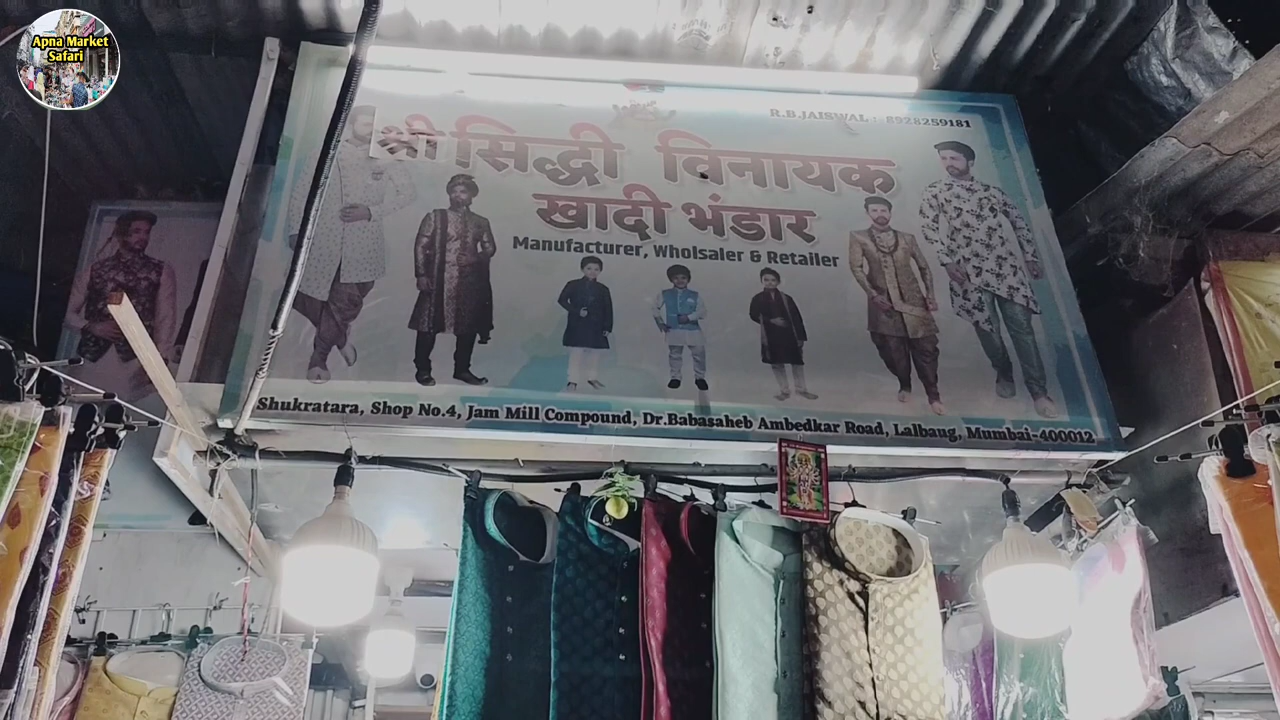 Apna Market
Safari
R.B.JAISWAL : 8928259181
श्री सिद्धी विनायक
खादी भंडार
Manufacturer, Wholsaler & Retailer
Shukratara, Shop No.4, Jam Mill Compound, Dr.Babasaheb Ambedkar Road, Lalbaug, Mumbai-400012